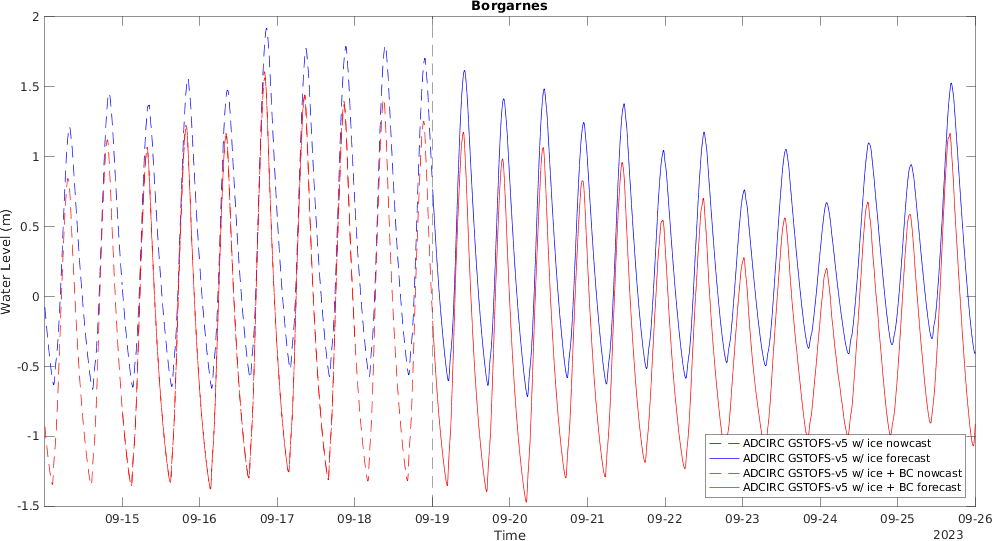 Borgarnes
2
1.5
1
0.5
0
-0.5
-1
-1.5
Water Level (m)
ADCIRC GSTOFS-v5 w/ ice nowcast
ADCIRC GSTOFS-v5 w/ ice forecast
ADCIRC GSTOFS-v5 w/ ice + BC nowcast
ADCIRC GSTOFS-v5 w/ ice + BC forecast
09-15 09-16 09-17 09-18 09-19 09-20 09-21 09-22 09-23 09-24 09-25 09-26
Time
2023